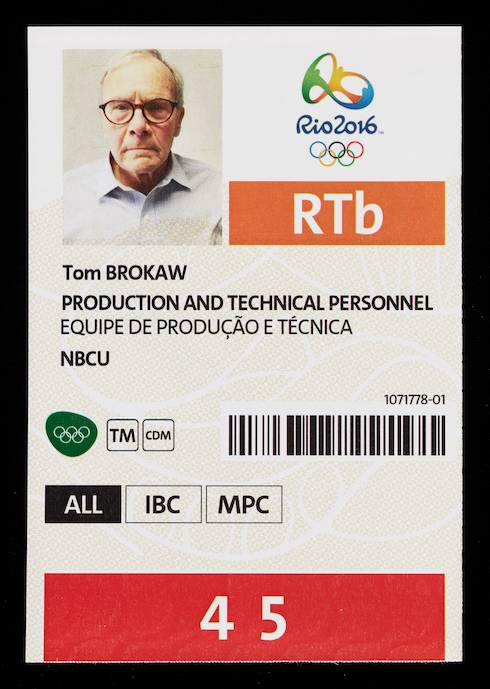 Rio2016
RTb
Tom BROKAW
PRODUCTION AND TECHNICAL PERSONNEL
EQUIPE DE PRODUÇÃO E TÉCNICA
NBCU
1071778-01
TM CDM
ALL IBC MPC
4 5